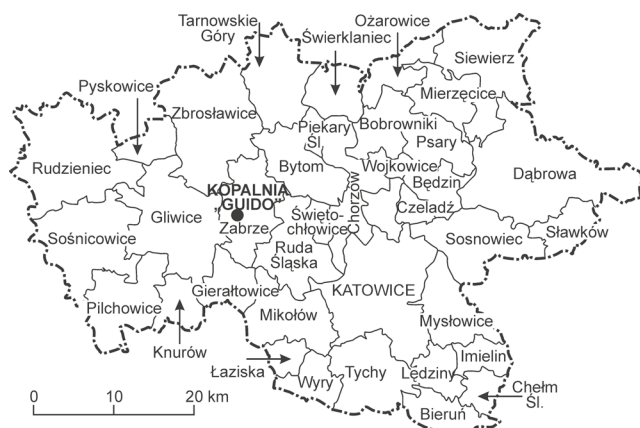 Tarnowskie
Góry
Ożarowice
Świerklaniec
Siewierz
Pyskowice
Mierzęcice
Zbrosławice
Piekary
Śl.
Bobrowniki
Psary
Rudzieniec
Bytom
Wojkowice
Dąbrowa
Będzin
KOPALNIA
"GUIDO"
Chorzów
Gliwice
Święto-
chłowice
Czeladź
Zabrze
Sośnicowice
Sosnowiec
Sławków
Ruda
Śląska
Gierałtowice
KATOWICE
Pilchowice
Mikołów
Mysłowice
Knurów
Imielin
Łaziska
Wyry
Tychy
Lędziny
Chełm
Śl.
Bieruń
0 10 20 km